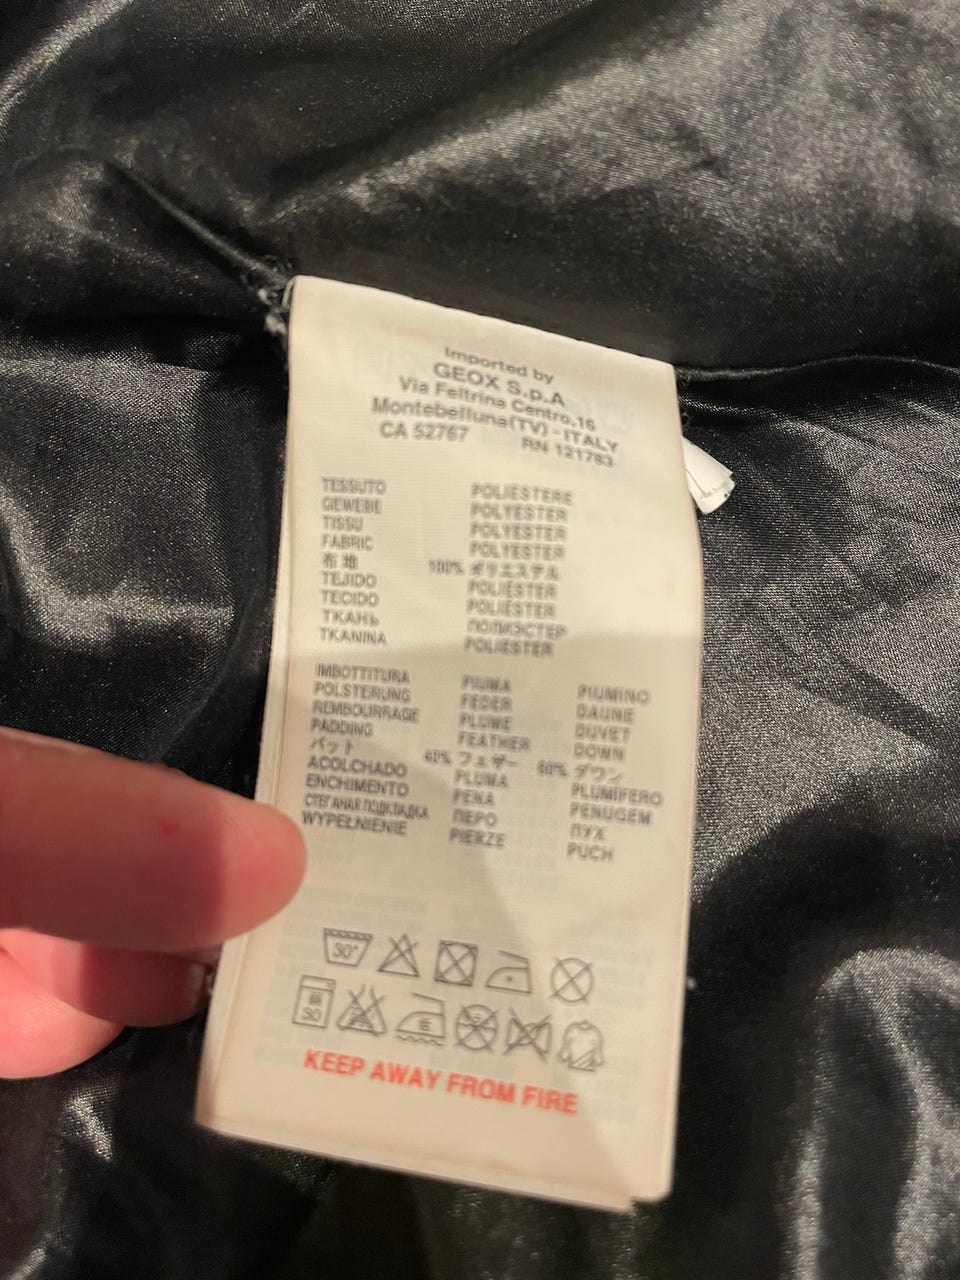 Imported by
GEOX S.p.A
Via Feltrina Centro,16
Montebelluna(TV) - ITALY
CA 52767 RN 121783
TESSUTO POLIESTERE
GEWEBE POLYESTER
TISSU POLYESTER
FABRIC POLYESTER
布地 100% ポリエステル
TEJIDO POLIÉSTER
TECIDO POLIÉSTER
ТКАНЬ ПОЛИЭСТЕР
TKANINA POLIESTER
IMBOTTITURA PIUMA PIUMINO
POLSTERUNG FEDER DAUNE
REMBOURRAGE PLUME DUVET
PADDING FEATHER DOWN
パット 40% フェザー 60% ダウン
ACOLCHADO PLUMA PLUMÍFERO
ENCHIMENTO PENA PENUGEM
СТЕГАНАЯ ПОДКЛАДКА ПЕРО ПУХ
WYPEŁNIENIE PIERZE PUCH
30°
30
KEEP AWAY FROM FIRE